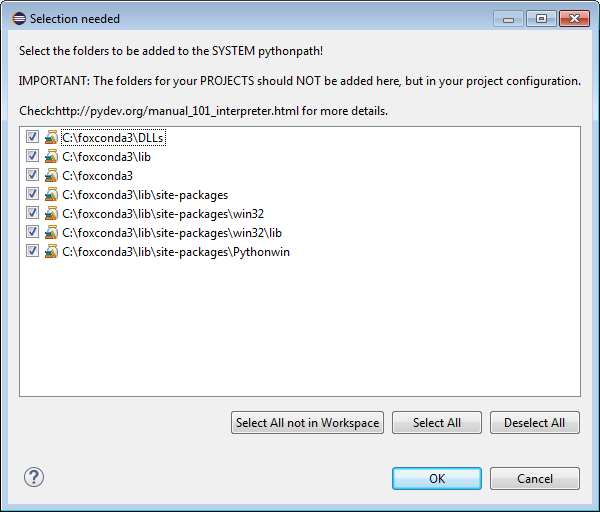 Selection needed
Select the folders to be added to the SYSTEM pythonpath!
IMPORTANT: The folders for your PROJECTS should NOT be added here, but in your project configuration.
Check:http://pydev.org/manual_101_interpreter.html for more details.
C:\foxconda3\DLLs
C:\foxconda3\lib
C:\foxconda3
C:\foxconda3\lib\site-packages
C:\foxconda3\lib\site-packages\win32
C:\foxconda3\lib\site-packages\win32\lib
C:\foxconda3\lib\site-packages\Pythonwin
Select All not in Workspace Select All Deselect All
? OK Cancel